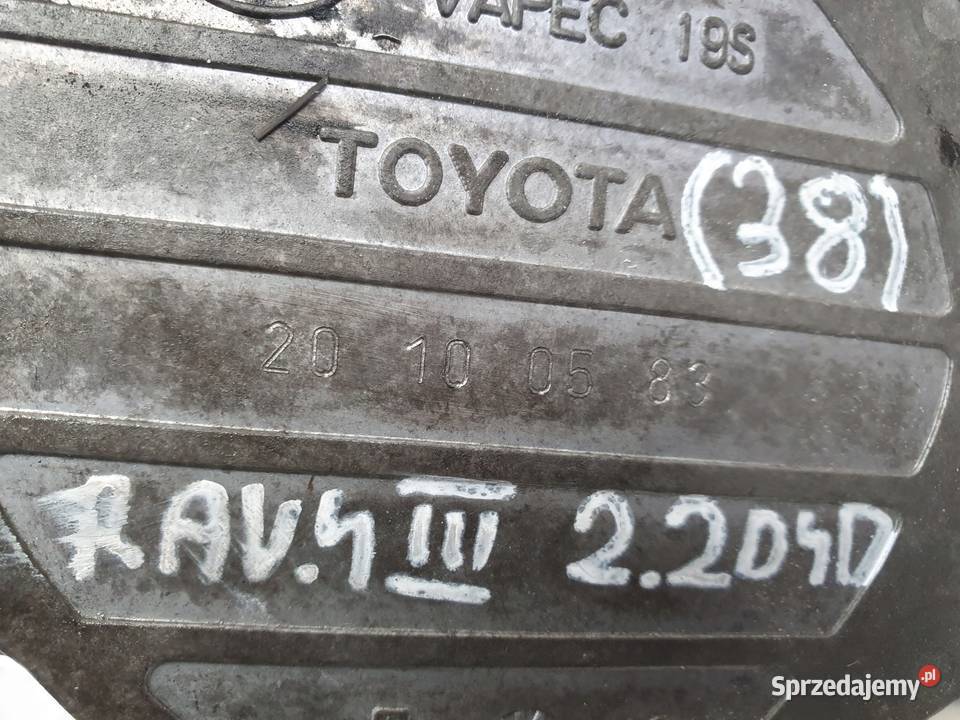 VAPEC 19S
TOYOTA (38)
20 10 05 83
RAV.4 III 2.2D4D
Sprzedajemy.pl